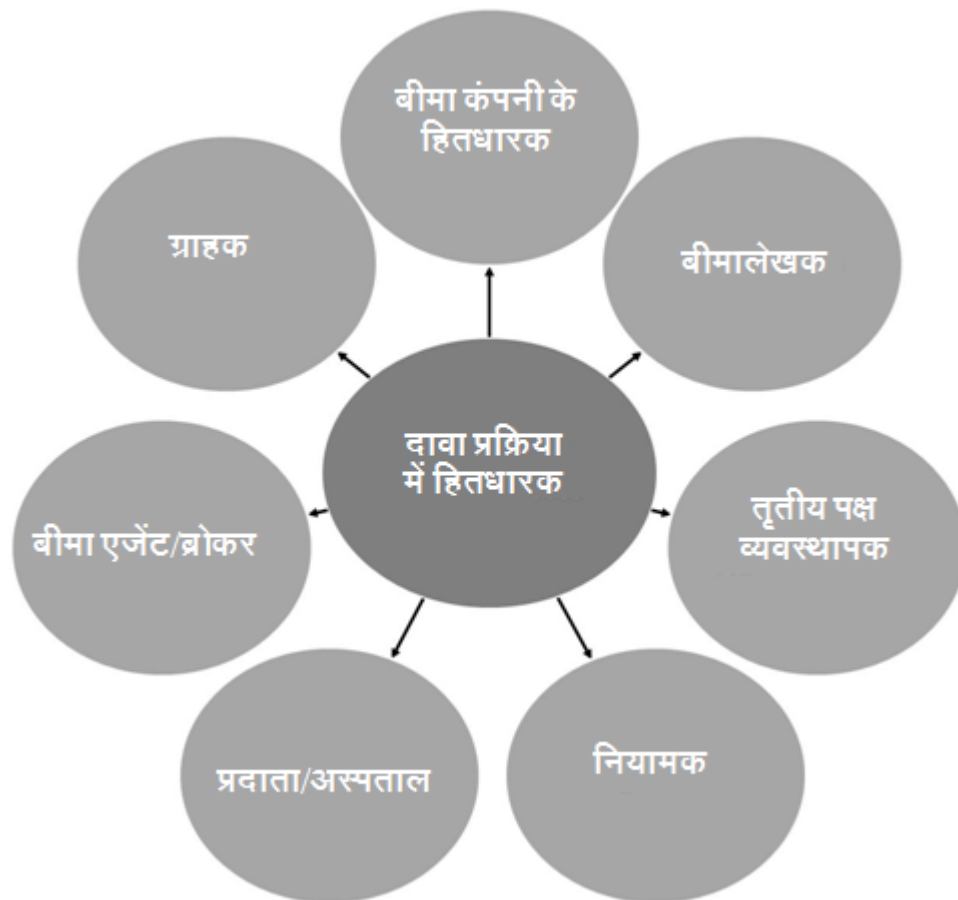 बीमा कंपनी के
हितधारक
ग्राहक
बीमालेखक
दावा प्रक्रिया
में हितधारक
बीमा एजेंट/ब्रोकर
तृतीय पक्ष
व्यवस्थापक
प्रदाता/अस्पताल
नियामक